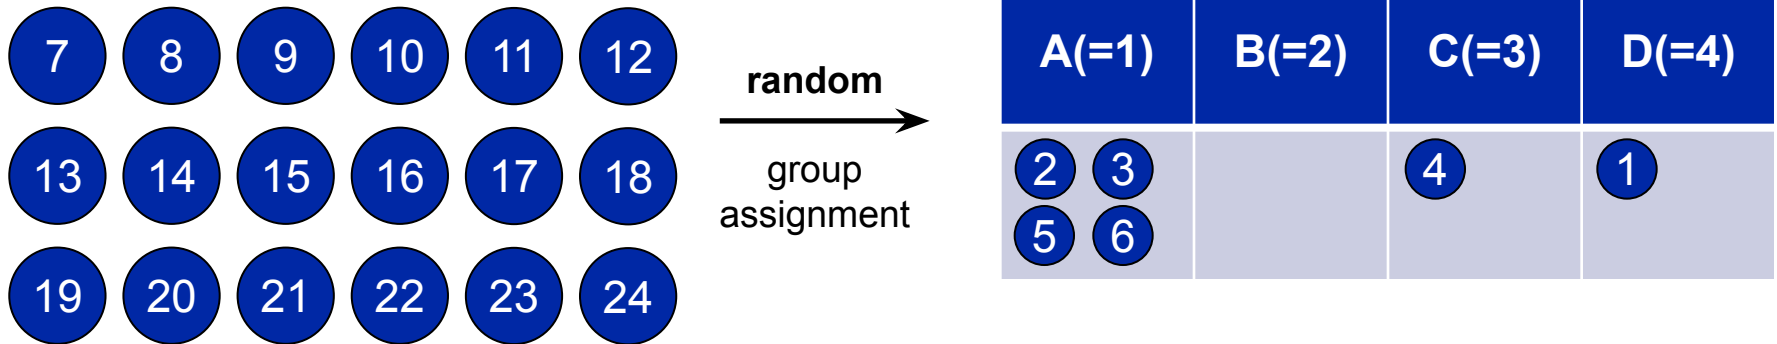 7 8 9 10 11 12
13 14 15 16 17 18
19 20 21 22 23 24
random
group
assignment
A(=1) B(=2) C(=3) D(=4)
2 3 4 1
5 6